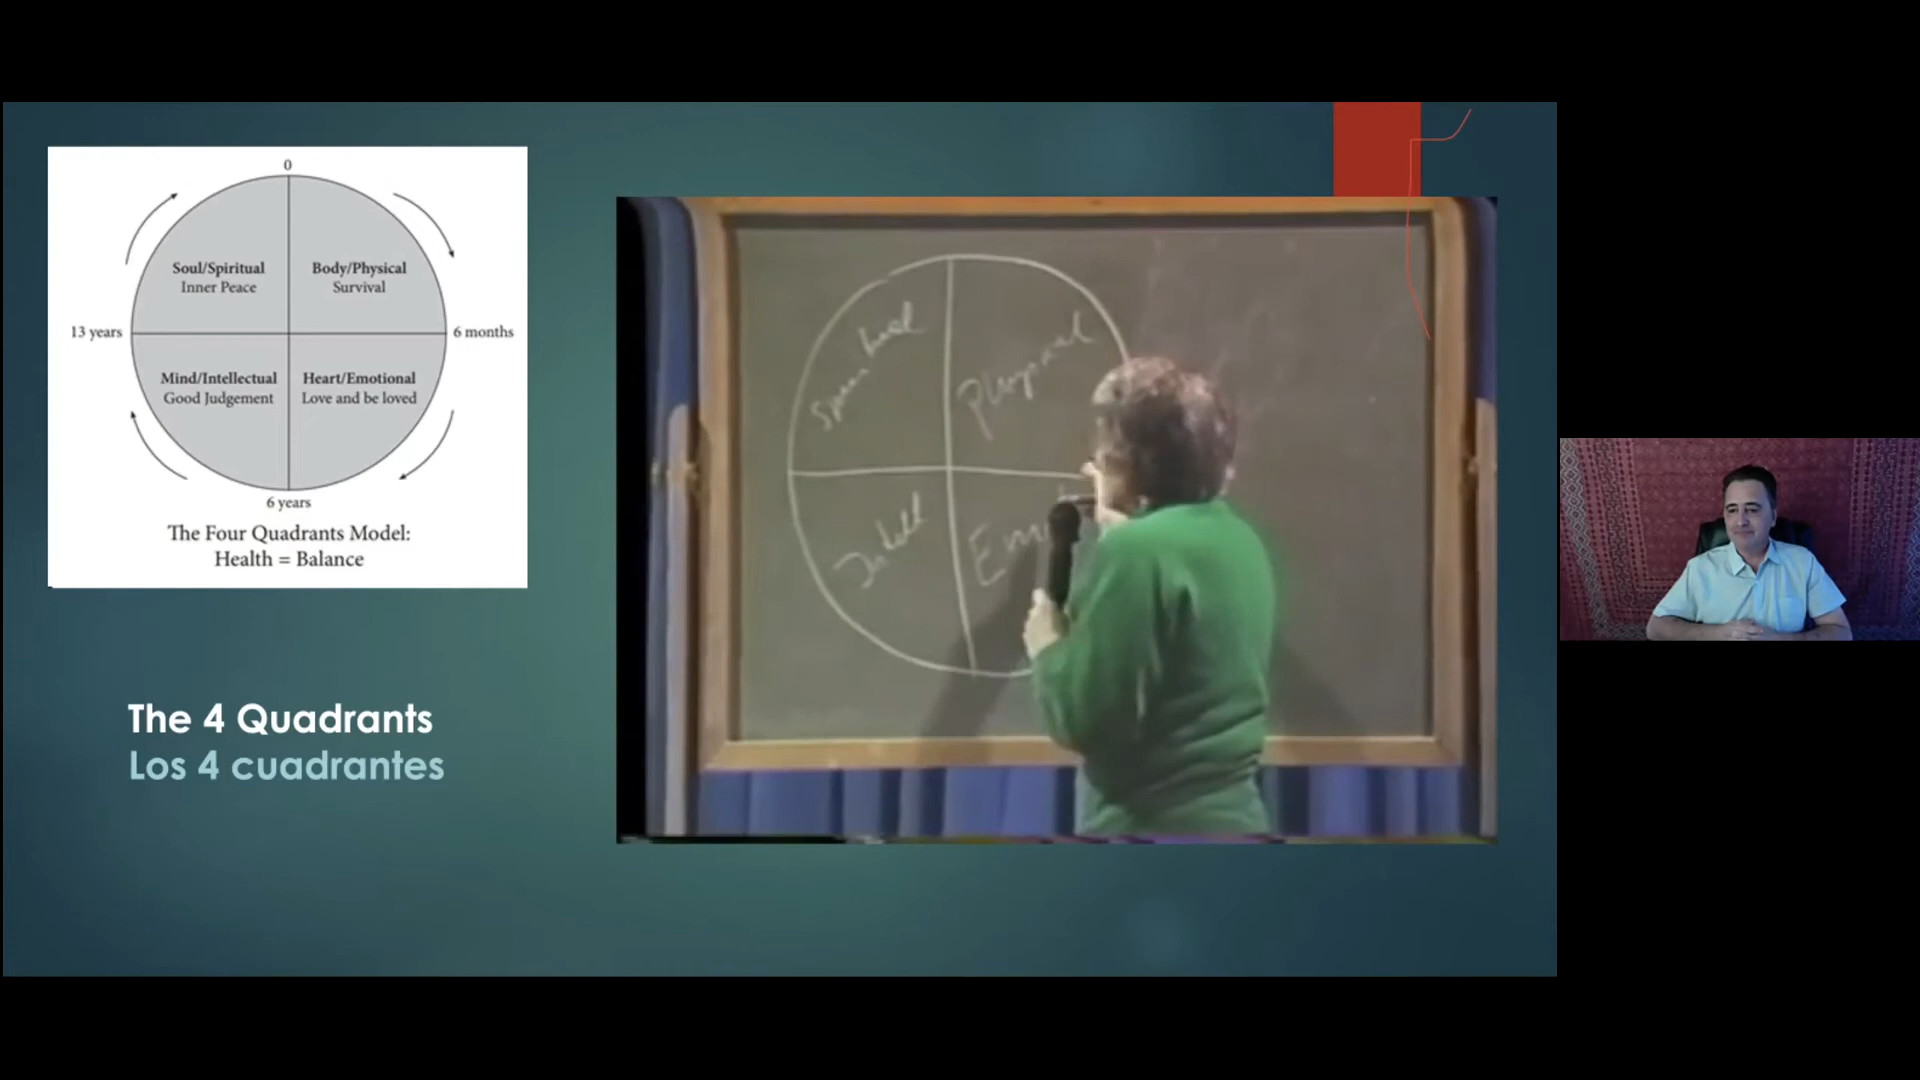 0
Soul/Spiritual
Inner Peace
Body/Physical
Survival
13 years
6 months
Mind/Intellectual
Good Judgement
Heart/Emotional
Love and be loved
6 years
The Four Quadrants Model:
Health = Balance
The 4 Quadrants
Los 4 cuadrantes
Spiritual
Physical
Intell
Em